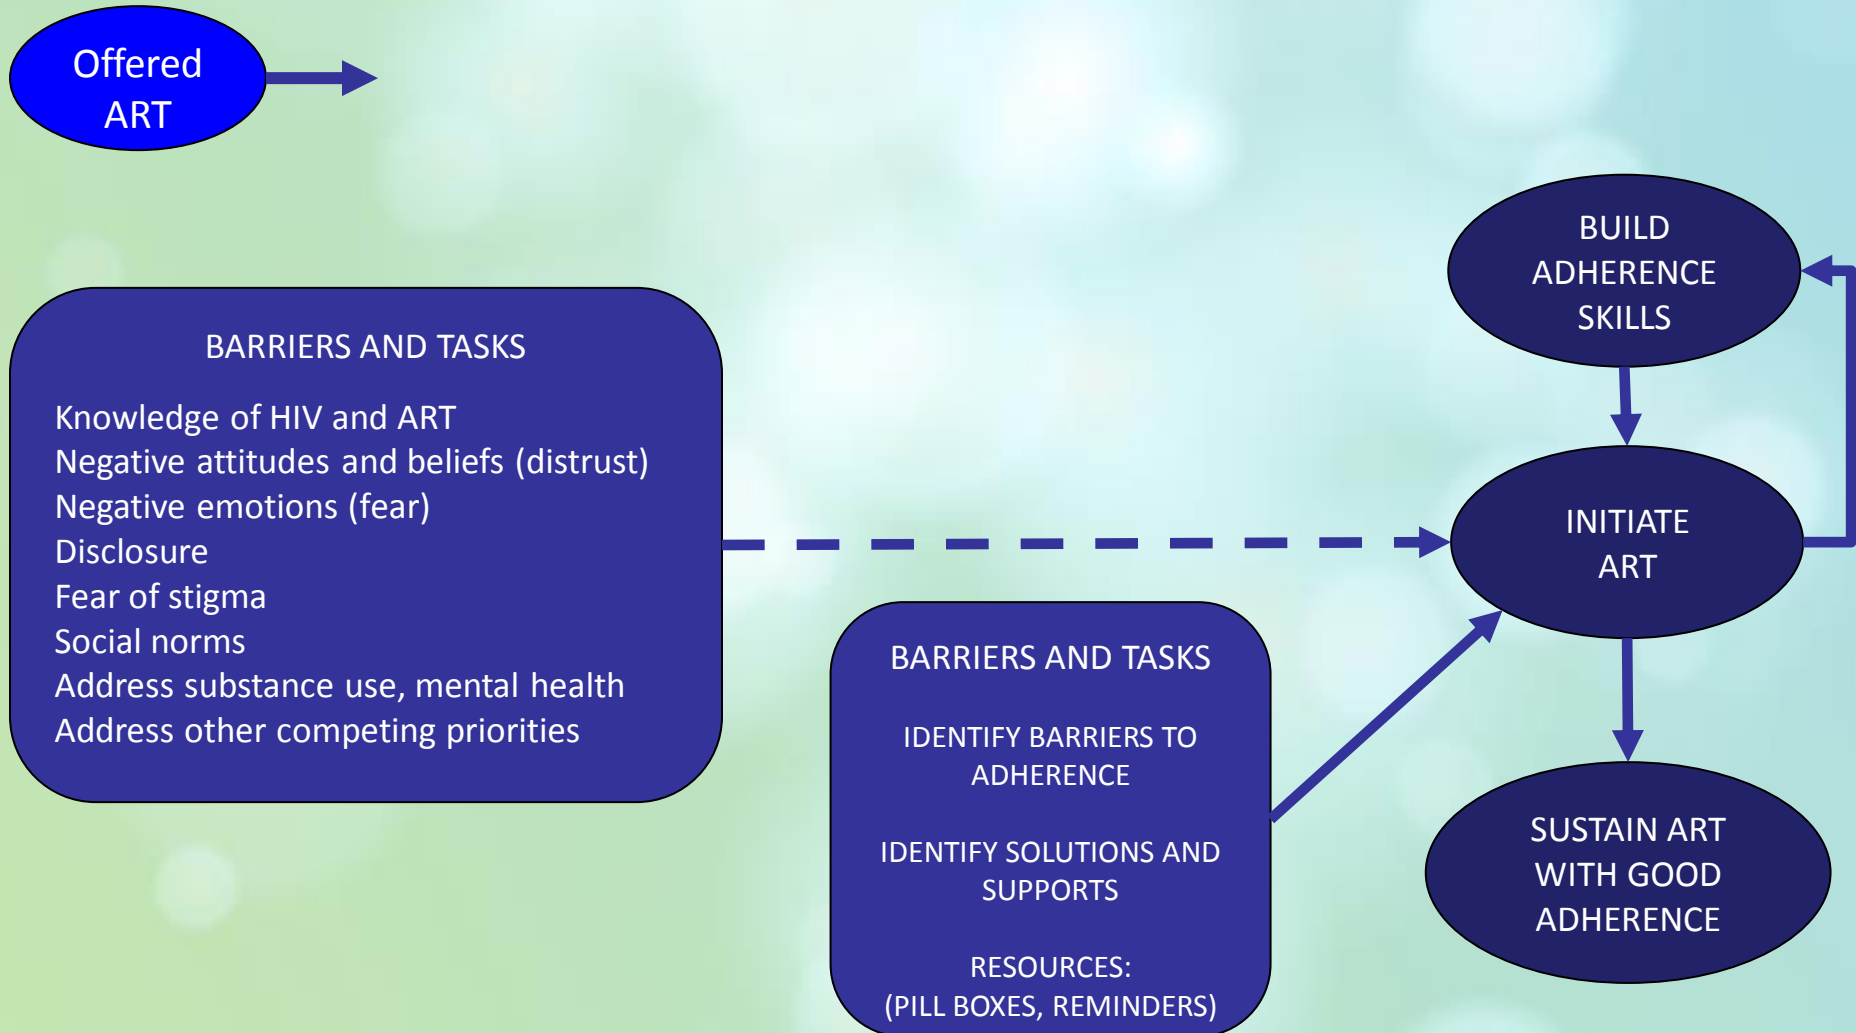 Offered
ART
BARRIERS AND TASKS
Knowledge of HIV and ART
Negative attitudes and beliefs (distrust)
Negative emotions (fear)
Disclosure
Fear of stigma
Social norms
Address substance use, mental health
Address other competing priorities
BARRIERS AND TASKS
IDENTIFY BARRIERS TO
ADHERENCE
IDENTIFY SOLUTIONS AND
SUPPORTS
RESOURCES:
(PILL BOXES, REMINDERS)
BUILD
ADHERENCE
SKILLS
INITIATE
ART
SUSTAIN ART
WITH GOOD
ADHERENCE